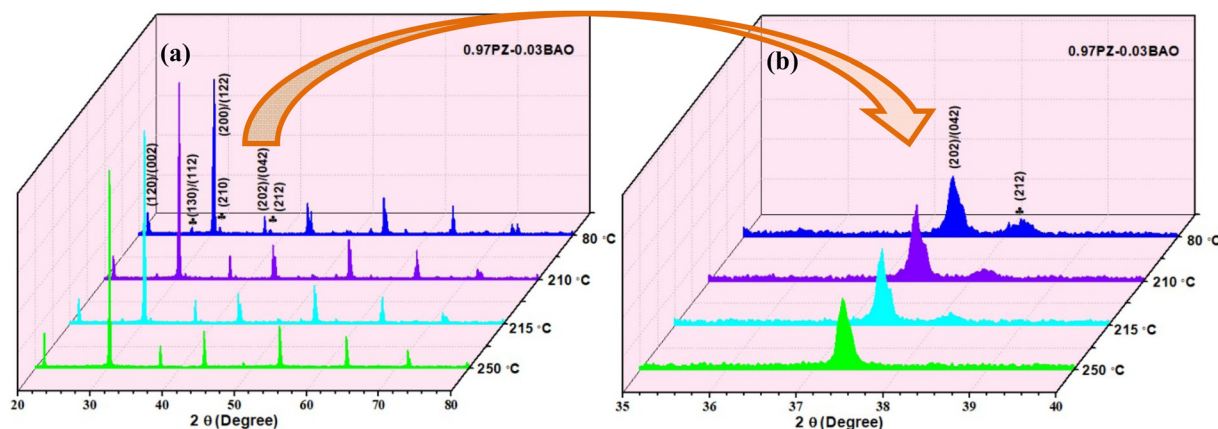 (a)
0.97PZ-0.03BAO
(120)/(002)
♣(130)/(112)
(200)/(122)
♣(210)
(202)/(042)
♣(212)
80 °C
210 °C
215 °C
250 °C
20 30 40 50 60 70 80
2 θ (Degree)
(b)
0.97PZ-0.03BAO
(202)/(042)
♣(212)
80 °C
210 °C
215 °C
250 °C
35 36 37 38 39 40
2 θ (Degree)